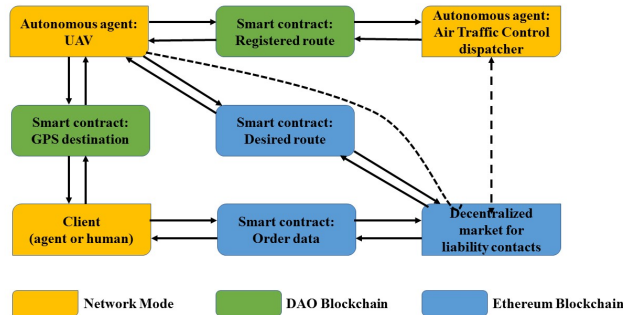 Autonomous agent:
UAV
Smart contract:
Registered route
Autonomous agent:
Air Traffic Control
dispatcher
Smart contract:
GPS destination
Smart contract:
Desired route
Client
(agent or human)
Smart contract:
Order data
Decentralized
market for
liability contacts
Network Mode
DAO Blockchain
Ethereum Blockchain